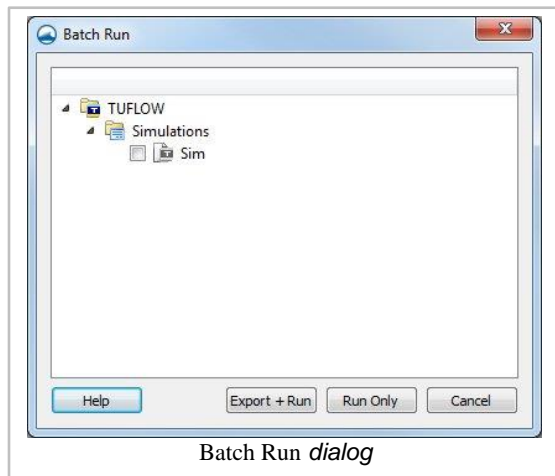 Batch Run
TUFLOW
Simulations
Sim
Help Export + Run Run Only Cancel
Batch Run dialog